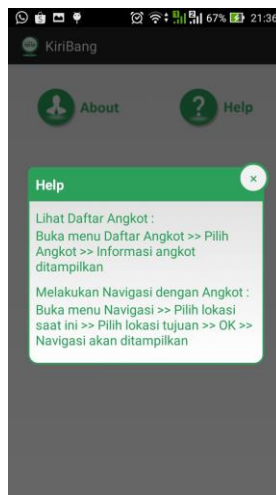 67% 21:36
KiriBang
About Help
Help ×
Lihat Daftar Angkot :
Buka menu Daftar Angkot >> Pilih
Angkot >> Informasi angkot
ditampilkan
Melakukan Navigasi dengan Angkot :
Buka menu Navigasi >> Pilih lokasi
saat ini >> Pilih lokasi tujuan >> OK >>
Navigasi akan ditampilkan